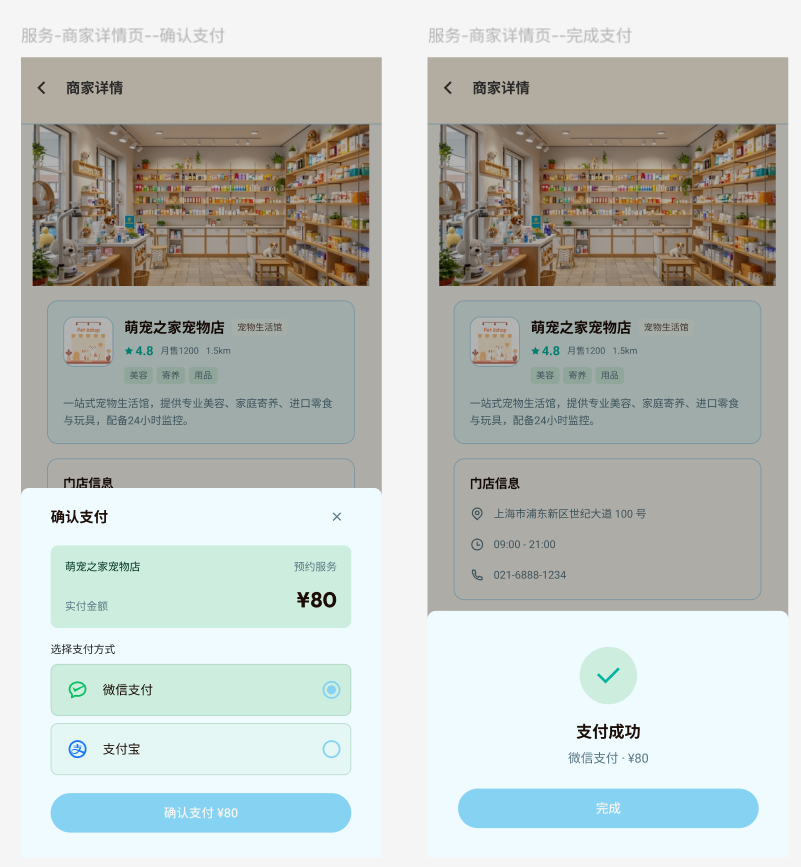 服务-商家详情页--确认支付
商家详情
Pet Shop
萌宠之家宠物店 宠物生活馆
4.8 月售1200 1.5km
美容 寄养 用品
一站式宠物生活馆，提供专业美容、家庭寄养、进口零食
与玩具，配备24小时监控。
门店信息
确认支付
萌宠之家宠物店 预约服务
实付金额 ¥80
选择支付方式
微信支付
支 支付宝
确认支付 ¥80
服务-商家详情页--完成支付
商家详情
Pet Shop
萌宠之家宠物店 宠物生活馆
4.8 月售1200 1.5km
美容 寄养 用品
一站式宠物生活馆，提供专业美容、家庭寄养、进口零食
与玩具，配备24小时监控。
门店信息
上海市浦东新区世纪大道 100 号
09:00 - 21:00
021-6888-1234
支付成功
微信支付 · ¥80
完成